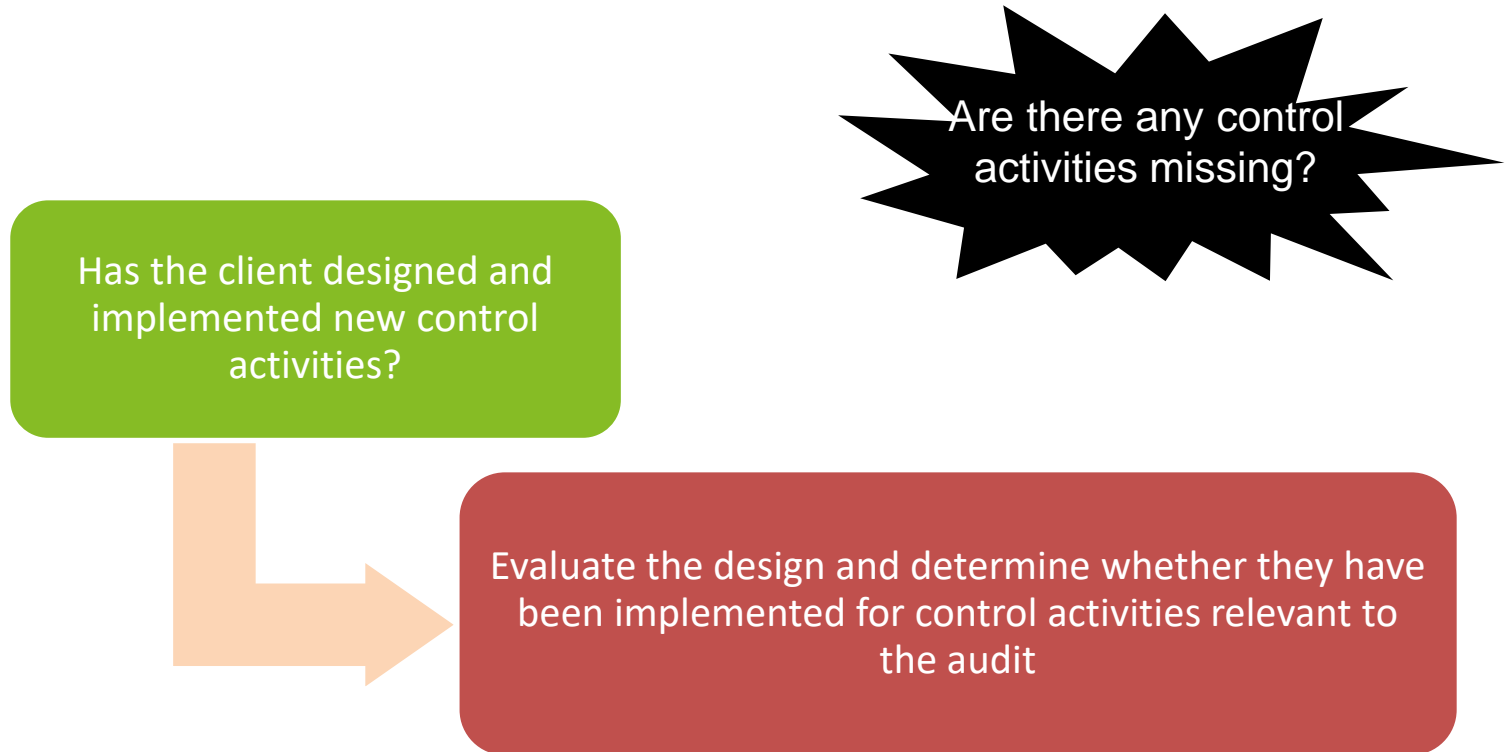 Are there any control
activities missing?
Has the client designed and
implemented new control
activities?
Evaluate the design and determine whether they have
been implemented for control activities relevant to
the audit